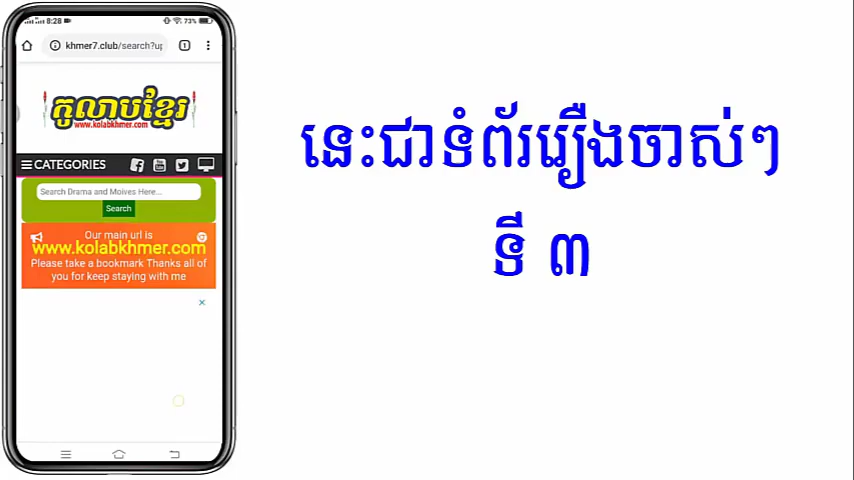 8:28
73%
khmer7.club/search?up
1
កូលាបខ្មែរ
www.kolabkhmer.com
CATEGORIES
Search Drama and Moives Here...
Search
Our main url is
www.kolabkhmer.com
Please take a bookmark Thanks all of
you for keep staying with me
នេះជាទំព័ររឿងចាស់ៗ
ទី ៣